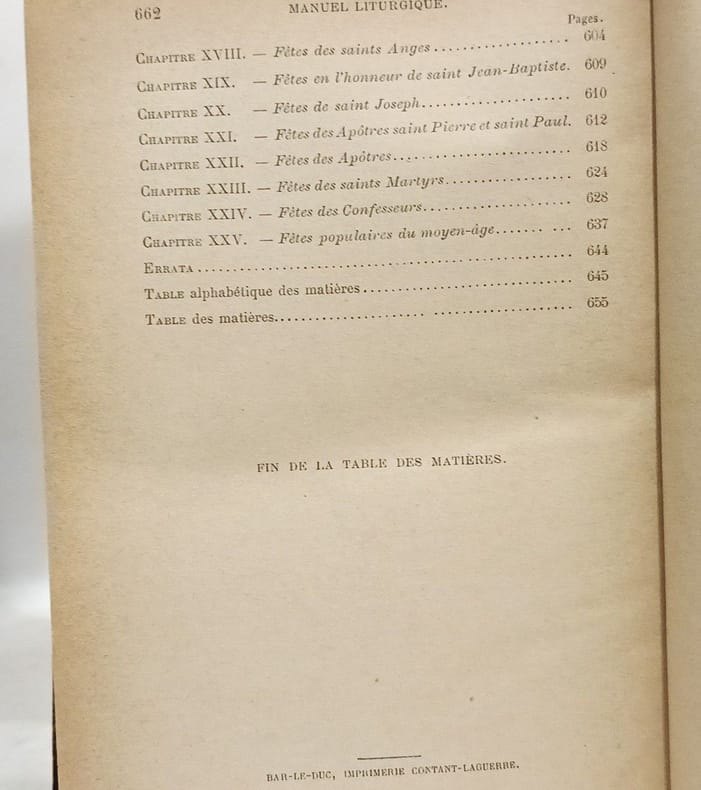 662 MANUEL LITURGIQUE.
Pages.
CHAPITRE XVIII. — Fêtes des saints Anges .................. 604
CHAPITRE XIX. — Fêtes en l'honneur de saint Jean-Baptiste. 609
CHAPITRE XX. — Fêtes de saint Joseph.................. 610
CHAPITRE XXI. — Fêtes des Apôtres saint Pierre et saint Paul. 612
CHAPITRE XXII. — Fêtes des Apôtres.................. 618
CHAPITRE XXIII. — Fêtes des saints Martyrs.................. 624
CHAPITRE XXIV. — Fêtes des Confesseurs.................. 628
CHAPITRE XXV. — Fêtes populaires du moyen-âge....... ... 637
ERRATA .................. 644
TABLE alphabétique des matières .................. 645
TABLE des matières.................. 655
FIN DE LA TABLE DES MATIÈRES.
BAR-LE-DUC, IMPRIMERIE CONTANT-LAGUERRE.